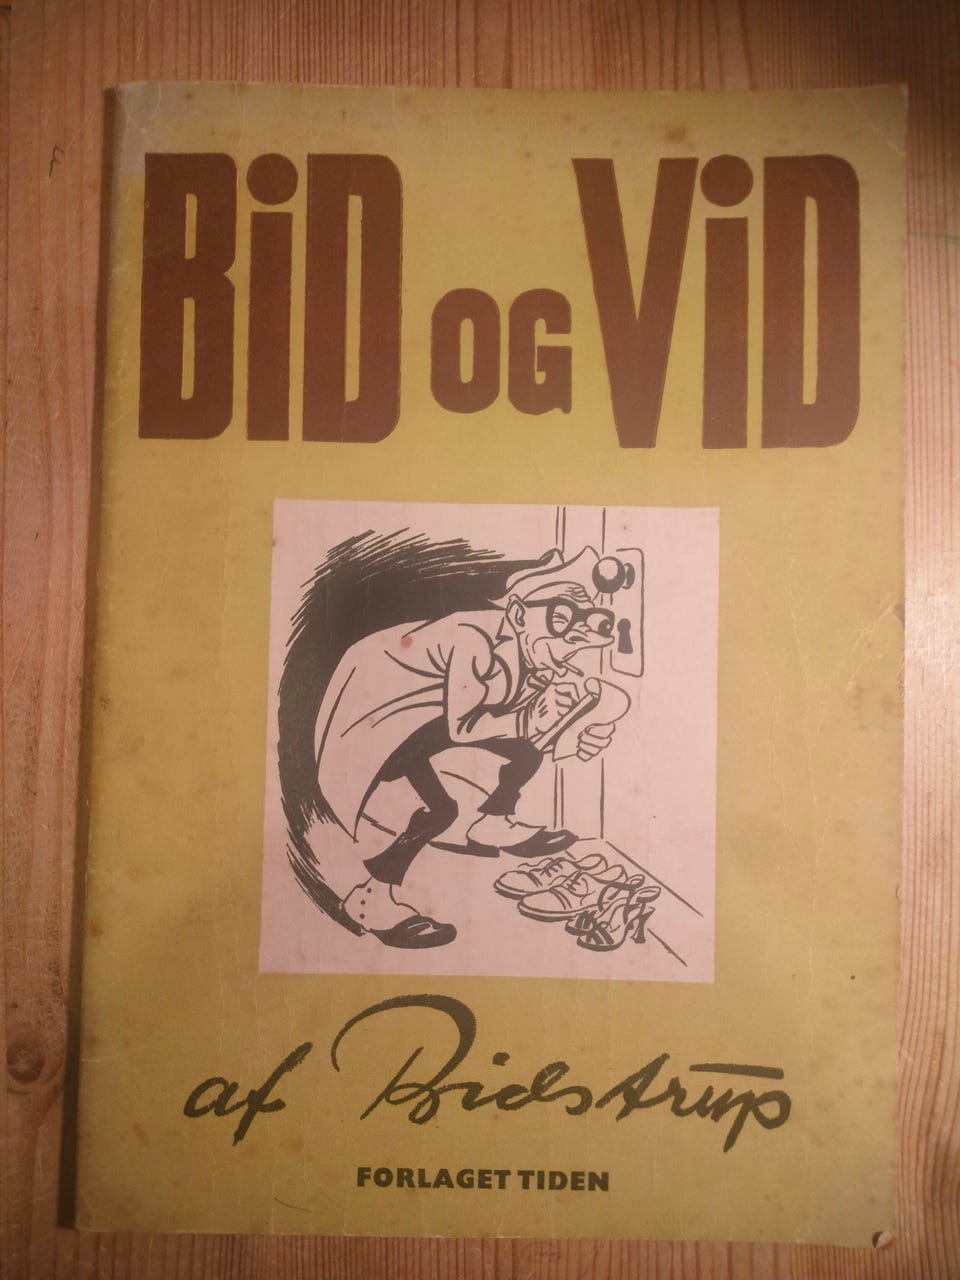 BiD OG ViD
af Bidstrup
FORLAGET TIDEN